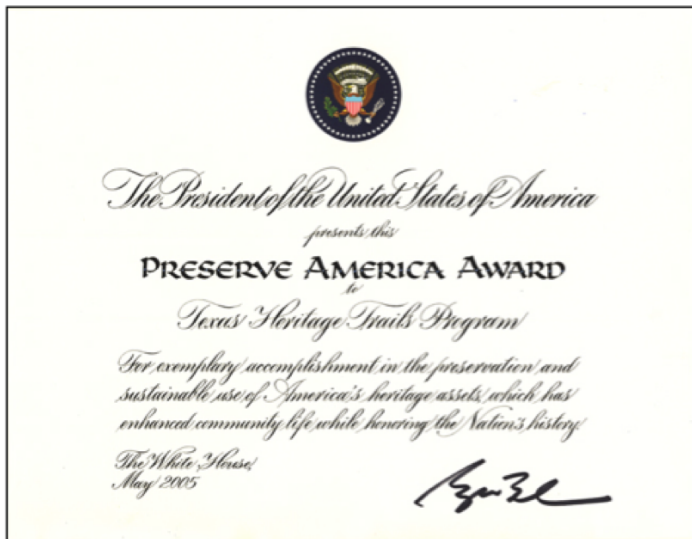 The President of the United States of America
presents this
PRESERVE AMERICA AWARD
to
Texas Heritage Trails Program
For exemplary accomplishment in the preservation and
sustainable use of America's heritage assets, which has
enhanced community life while honoring the Nation's history
The White House,
May 2005